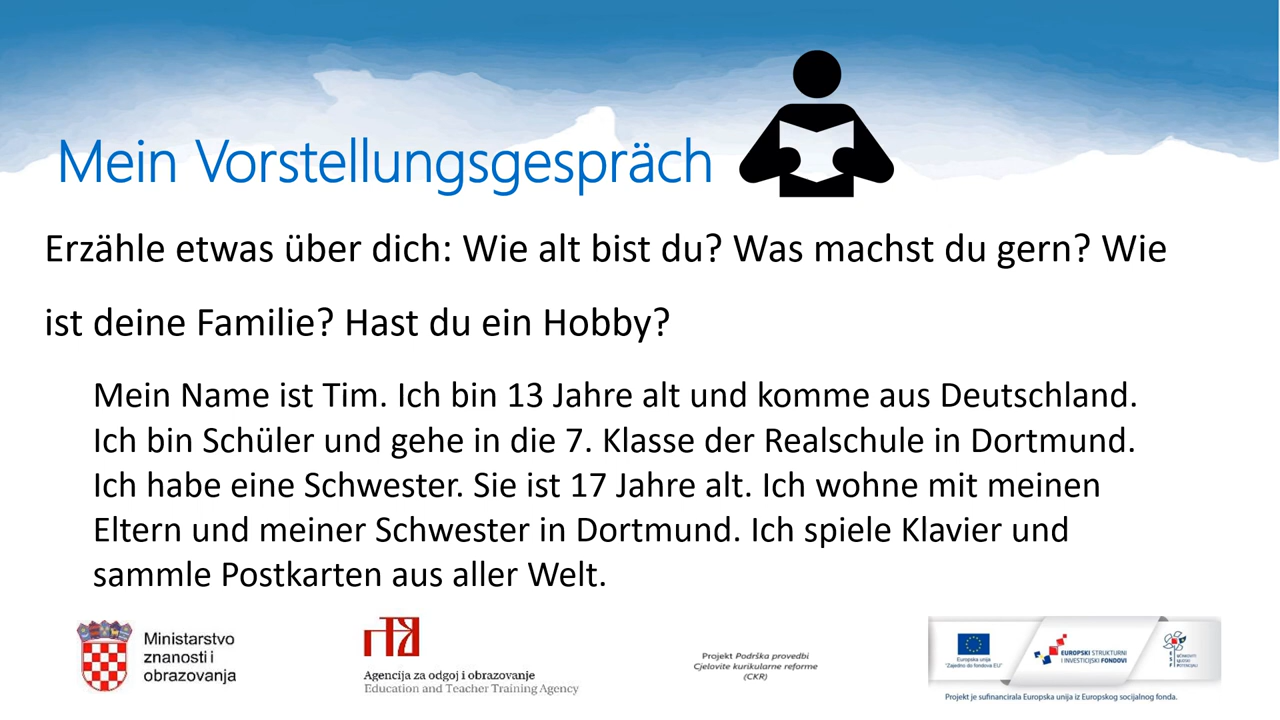 Mein Vorstellungsgespräch
Erzähle etwas über dich: Wie alt bist du? Was machst du gern? Wie
ist deine Familie? Hast du ein Hobby?
Mein Name ist Tim. Ich bin 13 Jahre alt und komme aus Deutschland.
Ich bin Schüler und gehe in die 7. Klasse der Realschule in Dortmund.
Ich habe eine Schwester. Sie ist 17 Jahre alt. Ich wohne mit meinen
Eltern und meiner Schwester in Dortmund. Ich spiele Klavier und
sammle Postkarten aus aller Welt.
Ministarstvo
znanosti i
obrazovanja
Agencija za odgoj i obrazovanje
Education and Teacher Training Agency
Projekt Podrška provedbi
Cjelovite kurikularne reforme
(CKR)
Europska unija
"Zajedno do fondova EU"
EUROPSKI STRUKTURNI
I INVESTICIJSKI FONDOVI
ESF
UČINKOVITI
LJUDSKI
POTENCIJALI
Projekt je sufinancirala Europska unija iz Europskog socijalnog fonda.